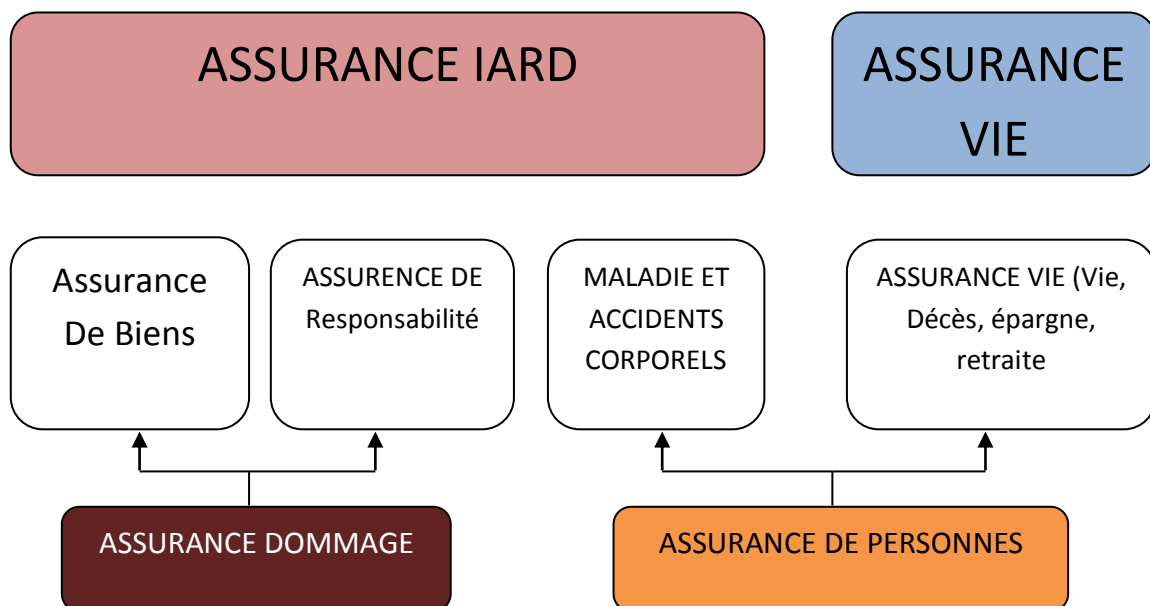 ASSURANCE IARD
ASSURANCE
VIE
Assurance
De Biens
ASSURENCE DE
Responsabilité
MALADIE ET
ACCIDENTS
CORPORELS
ASSURANCE VIE (Vie,
Décès, épargne,
retraite
ASSURANCE DOMMAGE
ASSURANCE DE PERSONNES